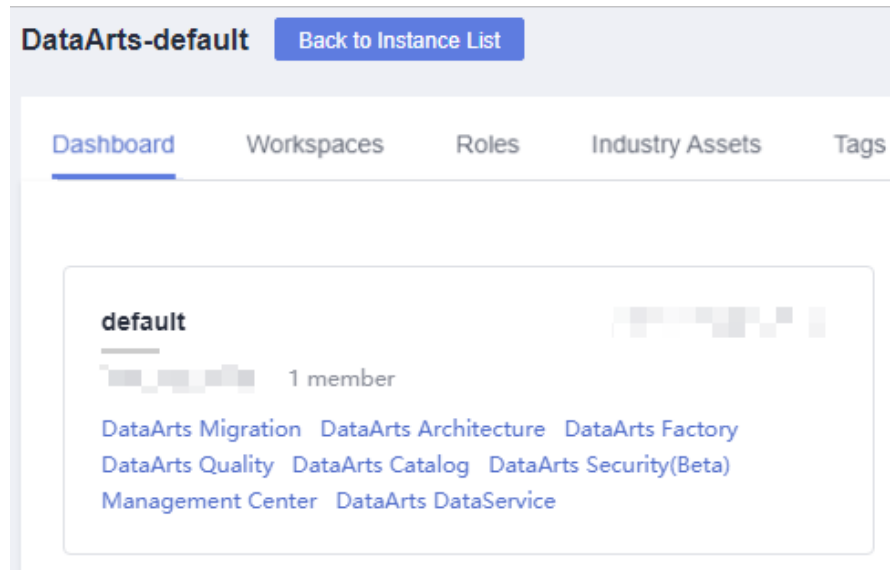 DataArts-default Back to Instance List
Dashboard Workspaces Roles Industry Assets Tags
default
1 member
DataArts Migration DataArts Architecture DataArts Factory
DataArts Quality DataArts Catalog DataArts Security(Beta)
Management Center DataArts DataService